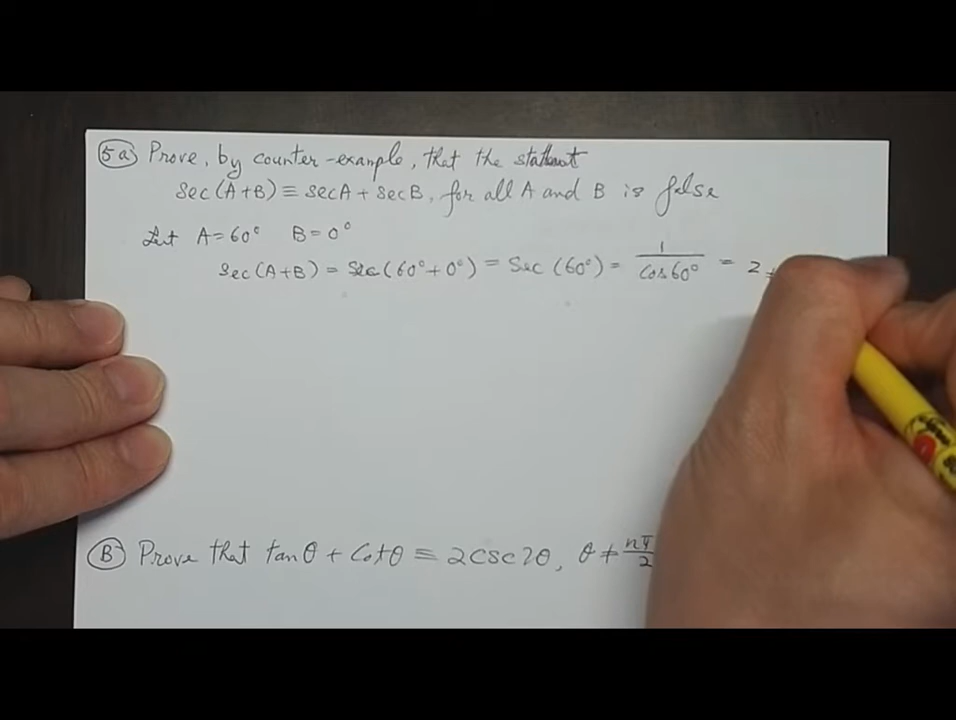 5a) Prove, by counter-example, that the statement
sec(A+B) ≡ secA + secB, for all A and B is false
Let A=60° B=0°
Sec(A+B) = Sec(60°+0°) = Sec(60°) = 1/Cos60° = 2
B) Prove that tanθ + Cotθ ≡ 2csc2θ, θ ≠ nπ/2